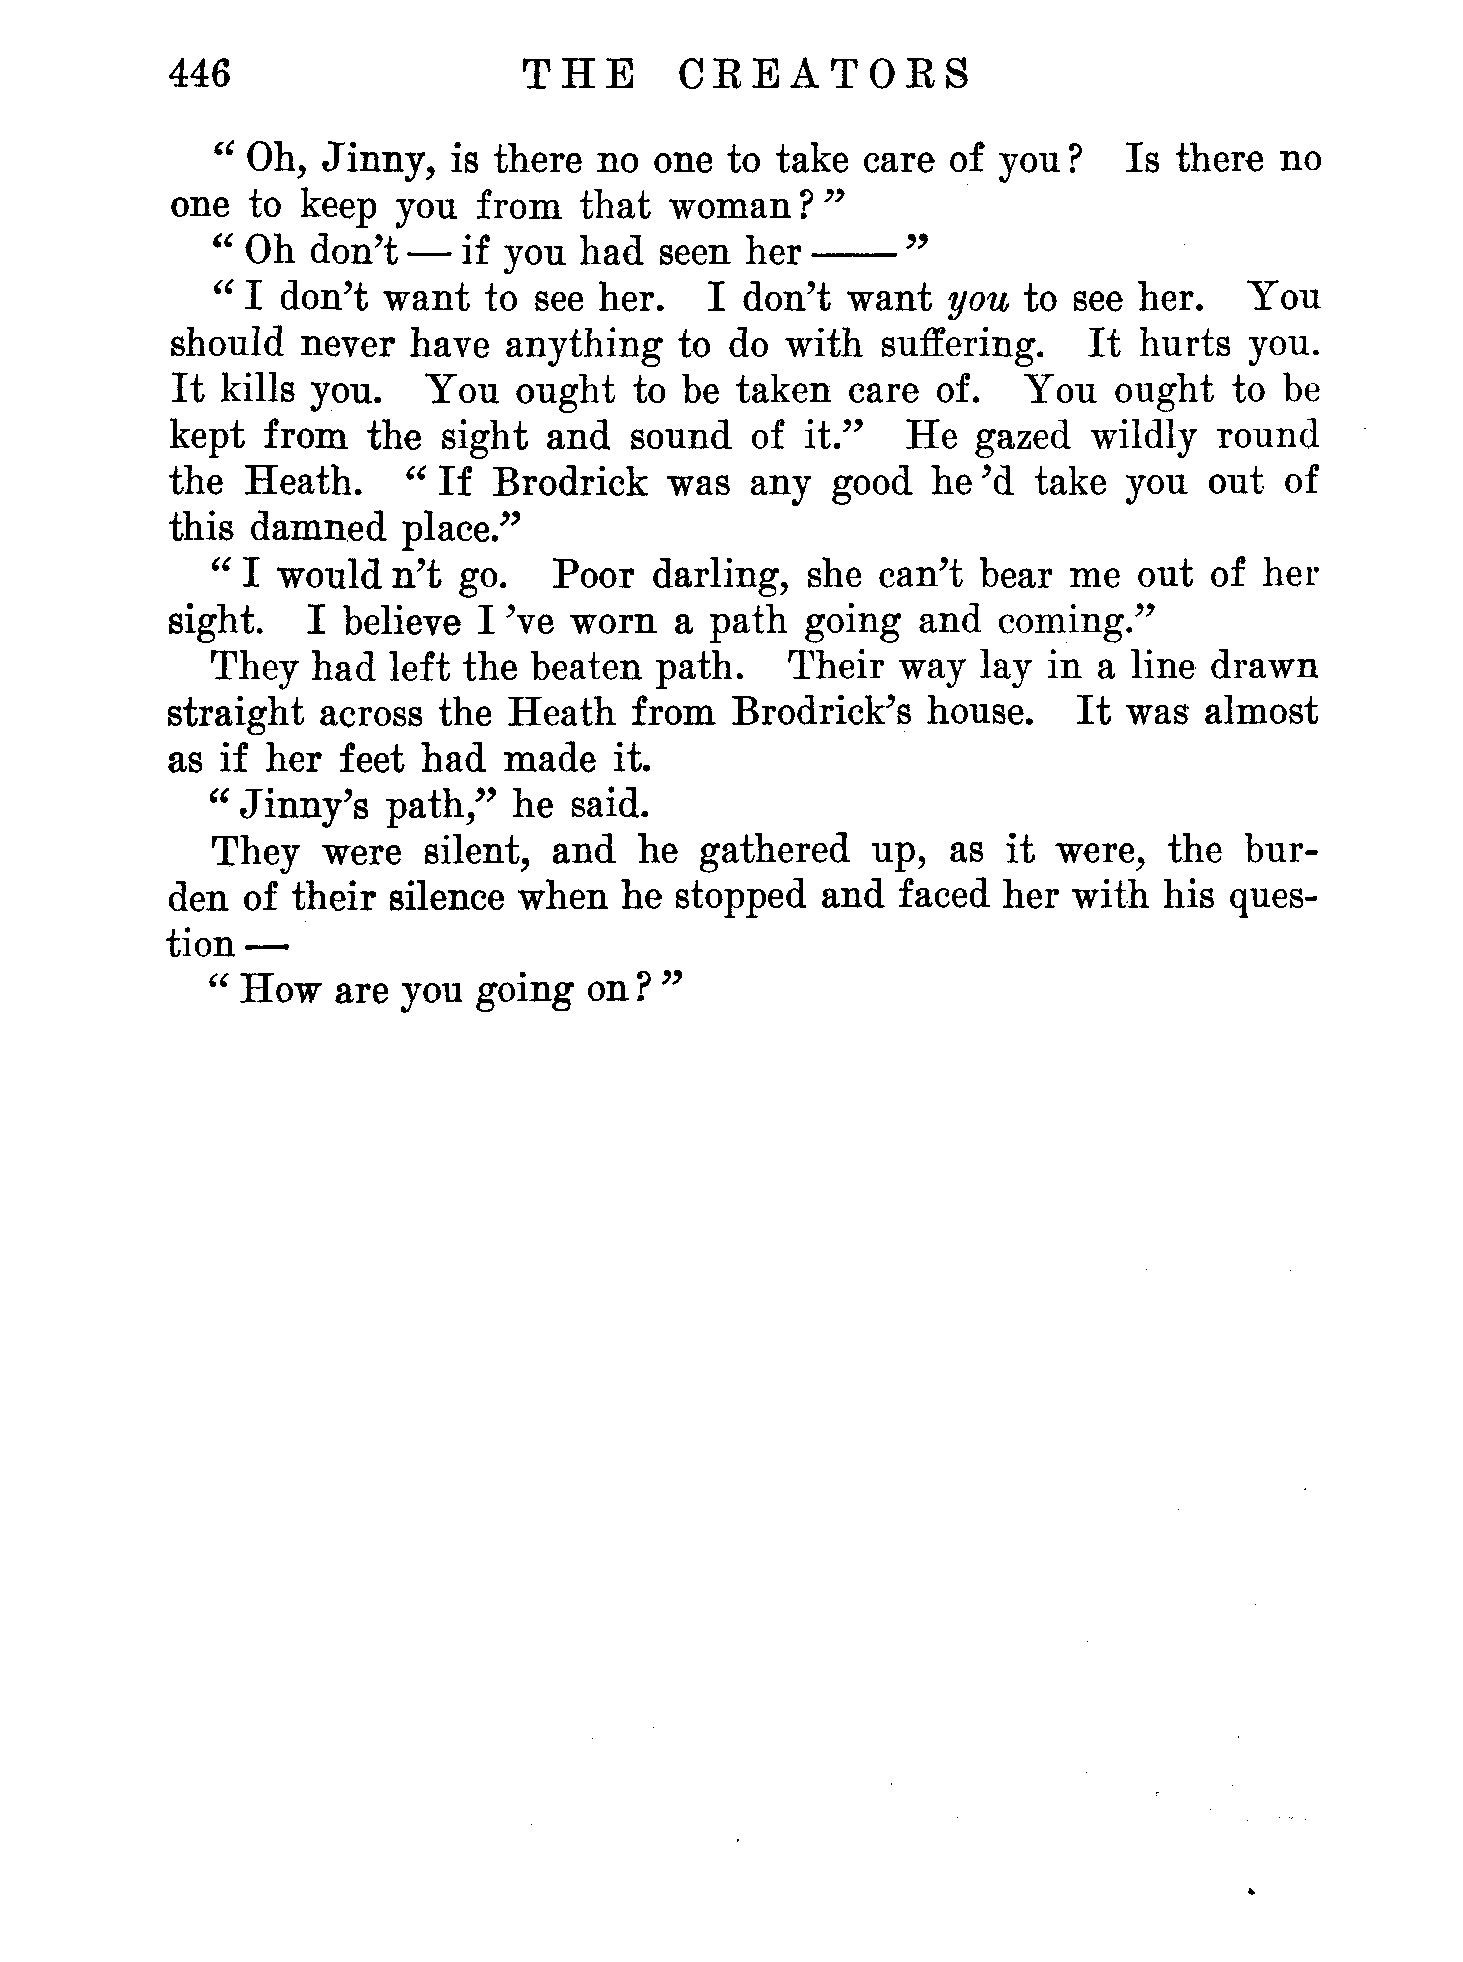 446 THE CREATORS
“ Oh, Jinny, is there no one to take care of you? Is there no
one to keep you from that woman? ”
“ Oh don’t — if you had seen her —— ”
“ I don’t want to see her. I don’t want you to see her. You
should never have anything to do with suffering. It hurts you.
It kills you. You ought to be taken care of. You ought to be
kept from the sight and sound of it.” He gazed wildly round
the Heath. “ If Brodrick was any good he ’d take you out of
this damned place.”
“ I would n’t go. Poor darling, she can’t bear me out of her
sight. I believe I ’ve worn a path going and coming.”
They had left the beaten path. Their way lay in a line drawn
straight across the Heath from Brodrick’s house. It was almost
as if her feet had made it.
“ Jinny’s path,” he said.
They were silent, and he gathered up, as it were, the bur-
den of their silence when he stopped and faced her with his ques-
tion —
“ How are you going on? ”